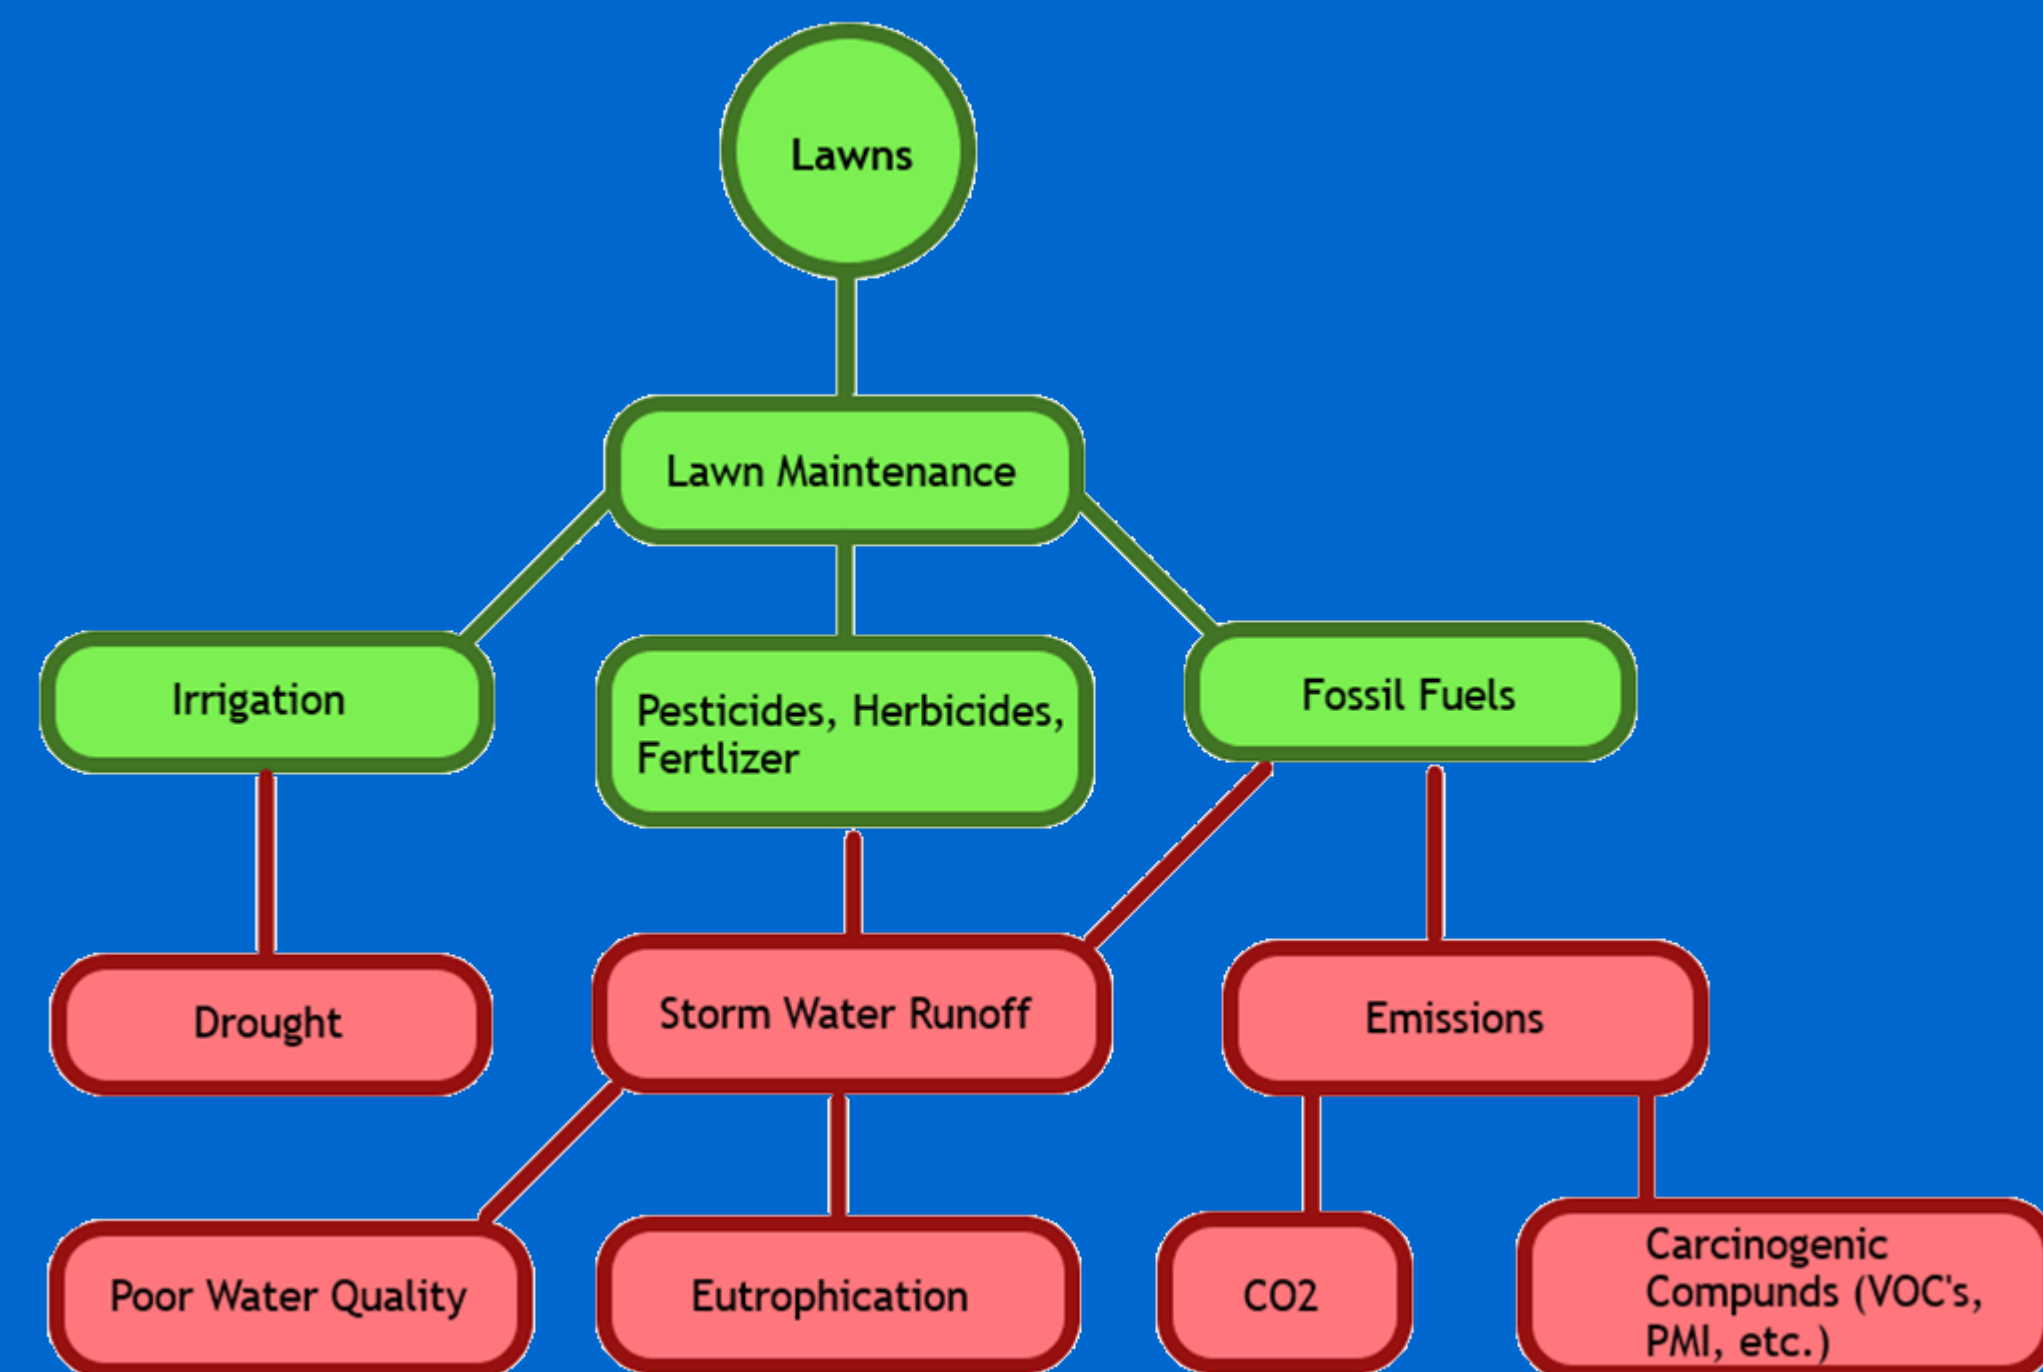 Lawns
Lawn Maintenance
Irrigation
Pesticides, Herbicides,
Fertlizer
Fossil Fuels
Drought
Storm Water Runoff
Emissions
Poor Water Quality
Eutrophication
CO2
Carcinogenic
Compunds (VOC's,
PMI, etc.)